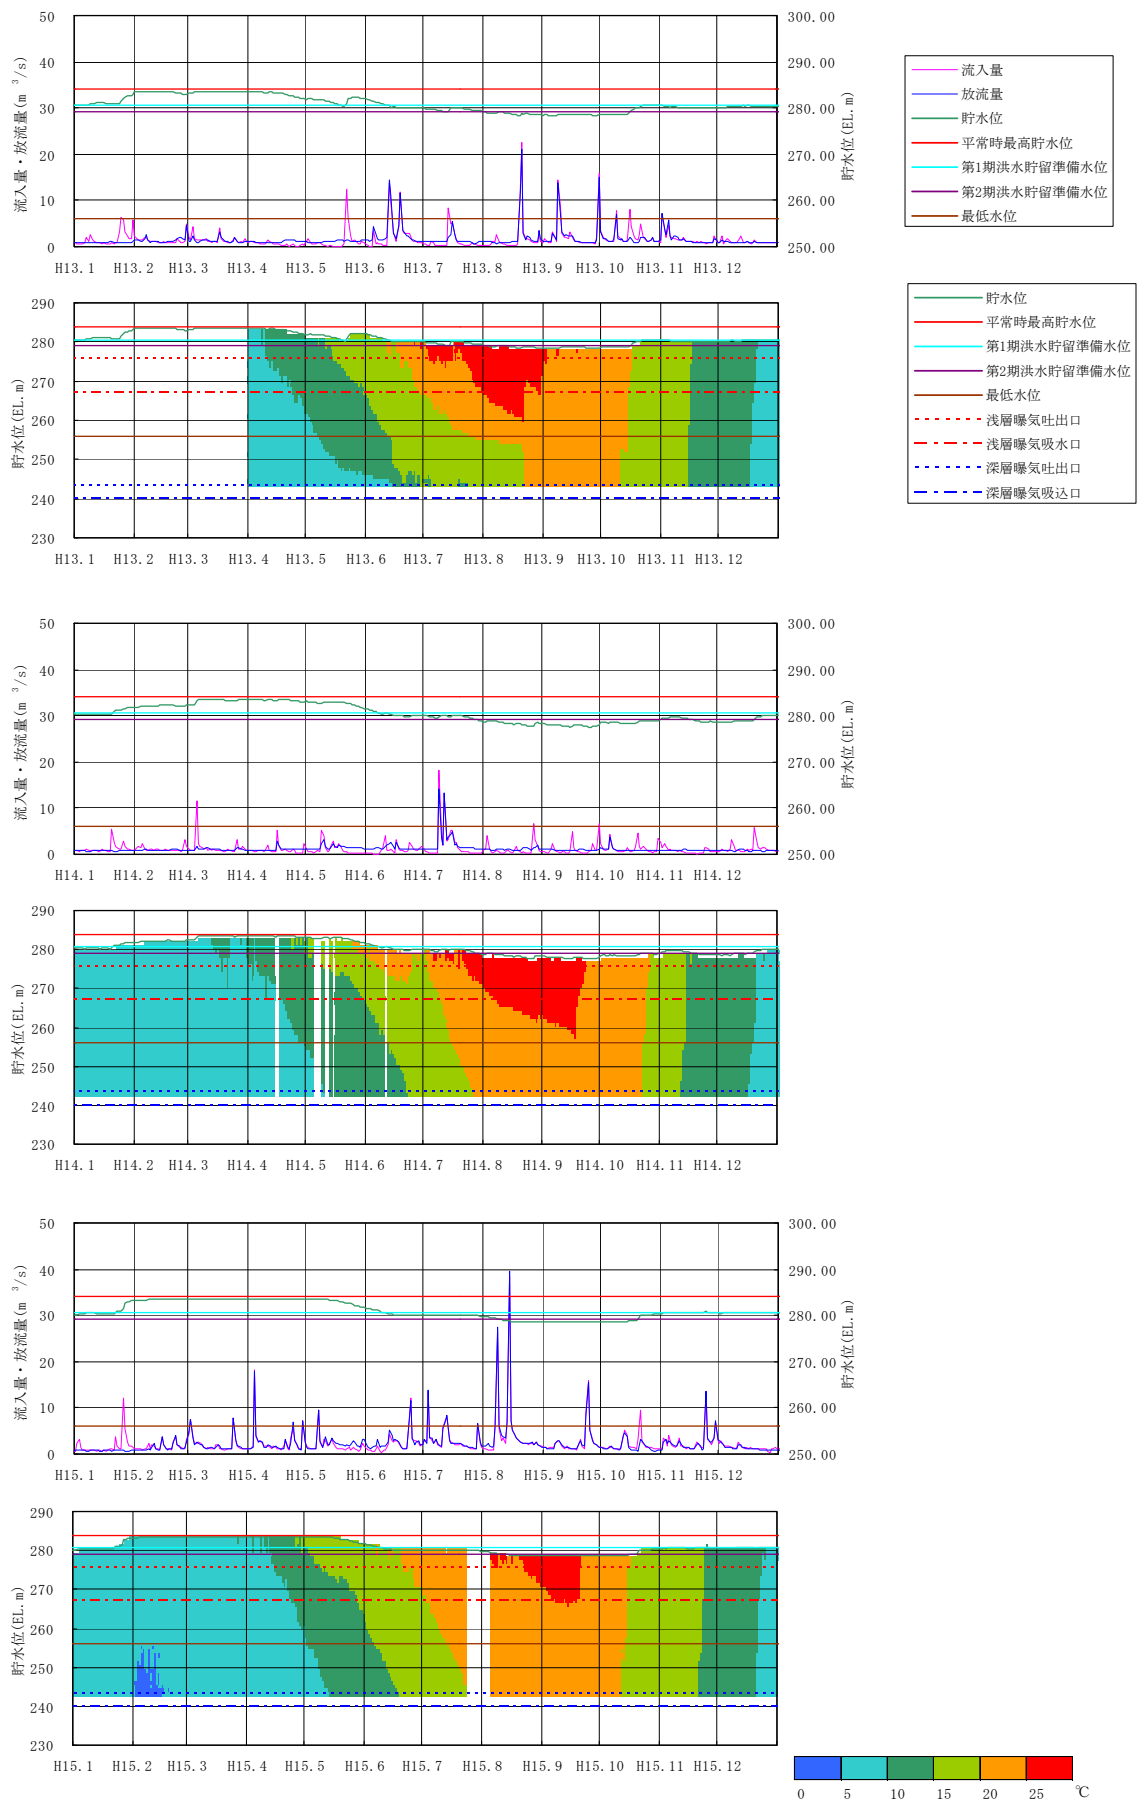 50
40
30
20
10
0
流入量・放流量(m³/s)
300.00
290.00
280.00
270.00
260.00
250.00
貯水位(EL.m)
H13.1 H13.2 H13.3 H13.4 H13.5 H13.6 H13.7 H13.8 H13.9 H13.10 H13.11 H13.12
流入量
放流量
貯水位
平常時最高貯水位
第1期洪水貯留準備水位
第2期洪水貯留準備水位
最低水位
290
280
270
260
250
240
230
貯水位(EL.m)
H13.1 H13.2 H13.3 H13.4 H13.5 H13.6 H13.7 H13.8 H13.9 H13.10 H13.11 H13.12
貯水位
平常時最高貯水位
第1期洪水貯留準備水位
第2期洪水貯留準備水位
最低水位
浅層曝気吐出口
浅層曝気吸水口
深層曝気吐出口
深層曝気吸込口
50
40
30
20
10
0
流入量・放流量(m³/s)
300.00
290.00
280.00
270.00
260.00
250.00
貯水位(EL.m)
H14.1 H14.2 H14.3 H14.4 H14.5 H14.6 H14.7 H14.8 H14.9 H14.10 H14.11 H14.12
290
280
270
260
250
240
230
貯水位(EL.m)
H14.1 H14.2 H14.3 H14.4 H14.5 H14.6 H14.7 H14.8 H14.9 H14.10 H14.11 H14.12
50
40
30
20
10
0
流入量・放流量(m³/s)
300.00
290.00
280.00
270.00
260.00
250.00
貯水位(EL.m)
H15.1 H15.2 H15.3 H15.4 H15.5 H15.6 H15.7 H15.8 H15.9 H15.10 H15.11 H15.12
290
280
270
260
250
240
230
貯水位(EL.m)
H15.1 H15.2 H15.3 H15.4 H15.5 H15.6 H15.7 H15.8 H15.9 H15.10 H15.11 H15.12
0 5 10 15 20 25 ℃